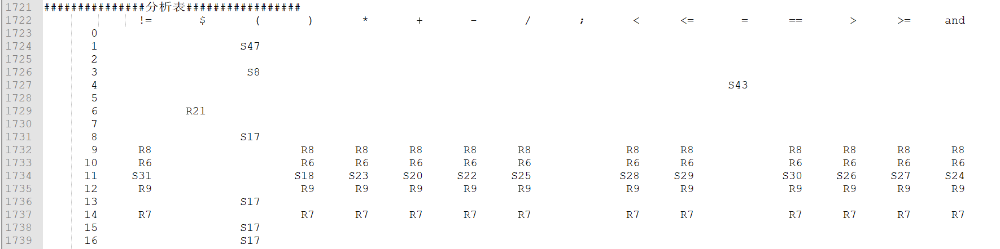 1721 ###############分析表#################
1722 != $ ( ) * + - / ; < <= = == > >= and
1723 0
1724 1 S47
1725 2
1726 3 S8
1727 4 S43
1728 5
1729 6 R21
1730 7
1731 8 S17
1732 9 R8 R8 R8 R8 R8 R8 R8 R8 R8 R8 R8 R8
1733 10 R6 R6 R6 R6 R6 R6 R6 R6 R6 R6 R6 R6
1734 11 S31 S18 S23 S20 S22 S25 S28 S29 S30 S26 S27 S24
1735 12 R9 R9 R9 R9 R9 R9 R9 R9 R9 R9 R9 R9
1736 13 S17
1737 14 R7 R7 R7 R7 R7 R7 R7 R7 R7 R7 R7 R7
1738 15 S17
1739 16 S17